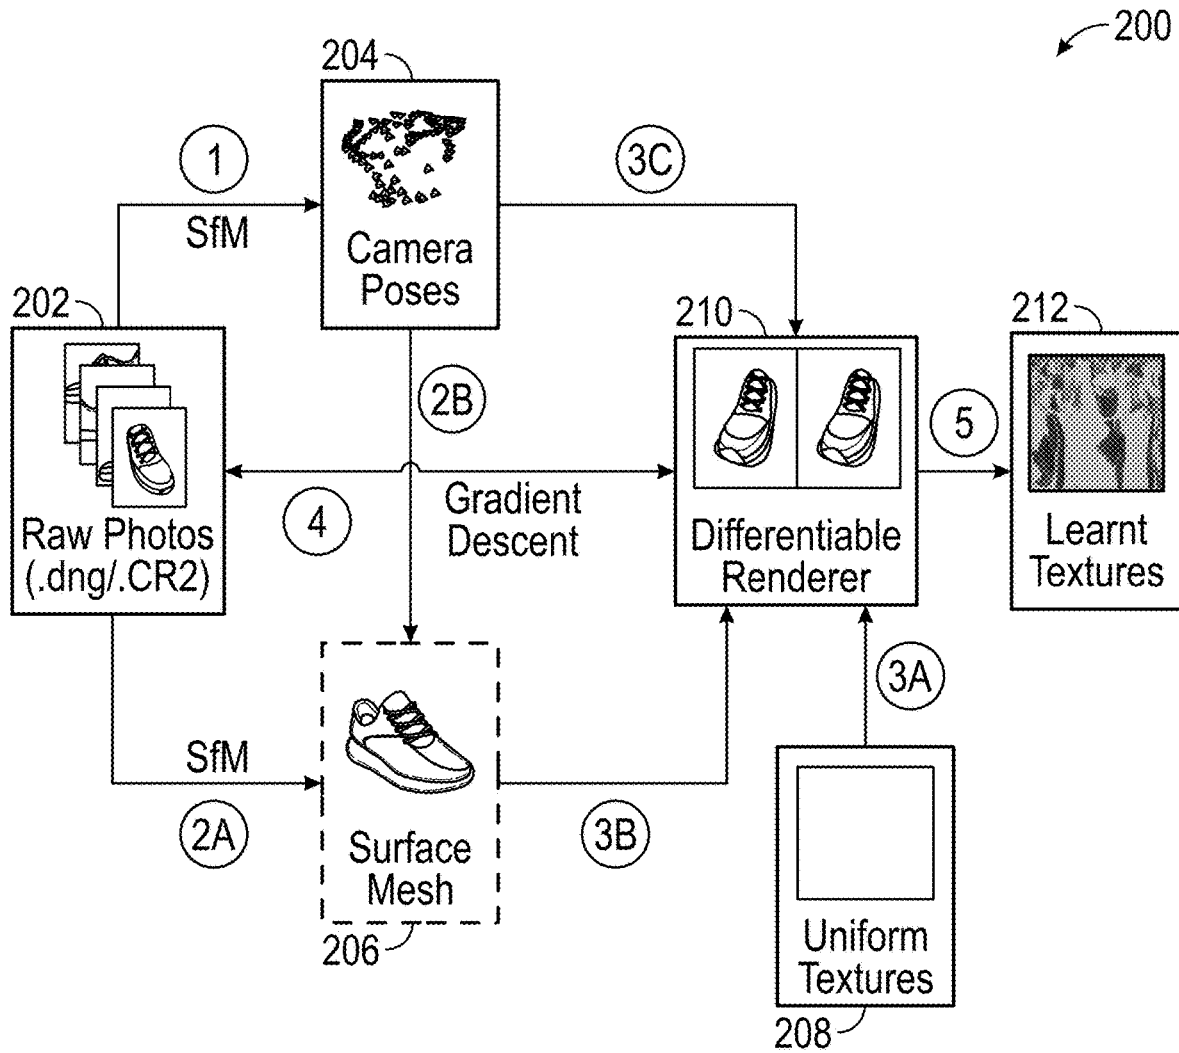 200
204
1
3C
SfM
Camera
Poses
202
210
212
2B
5
4
Gradient
Descent
Raw Photos
(.dng/.CR2)
Differentiable
Renderer
Learnt
Textures
3A
SfM
2A
3B
Surface
Mesh
206
Uniform
Textures
208